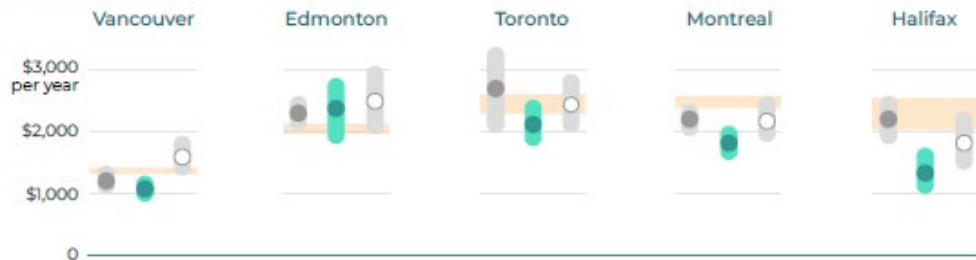 Vancouver Edmonton Toronto Montreal Halifax
$3,000
per year
$2,000
$1,000
0